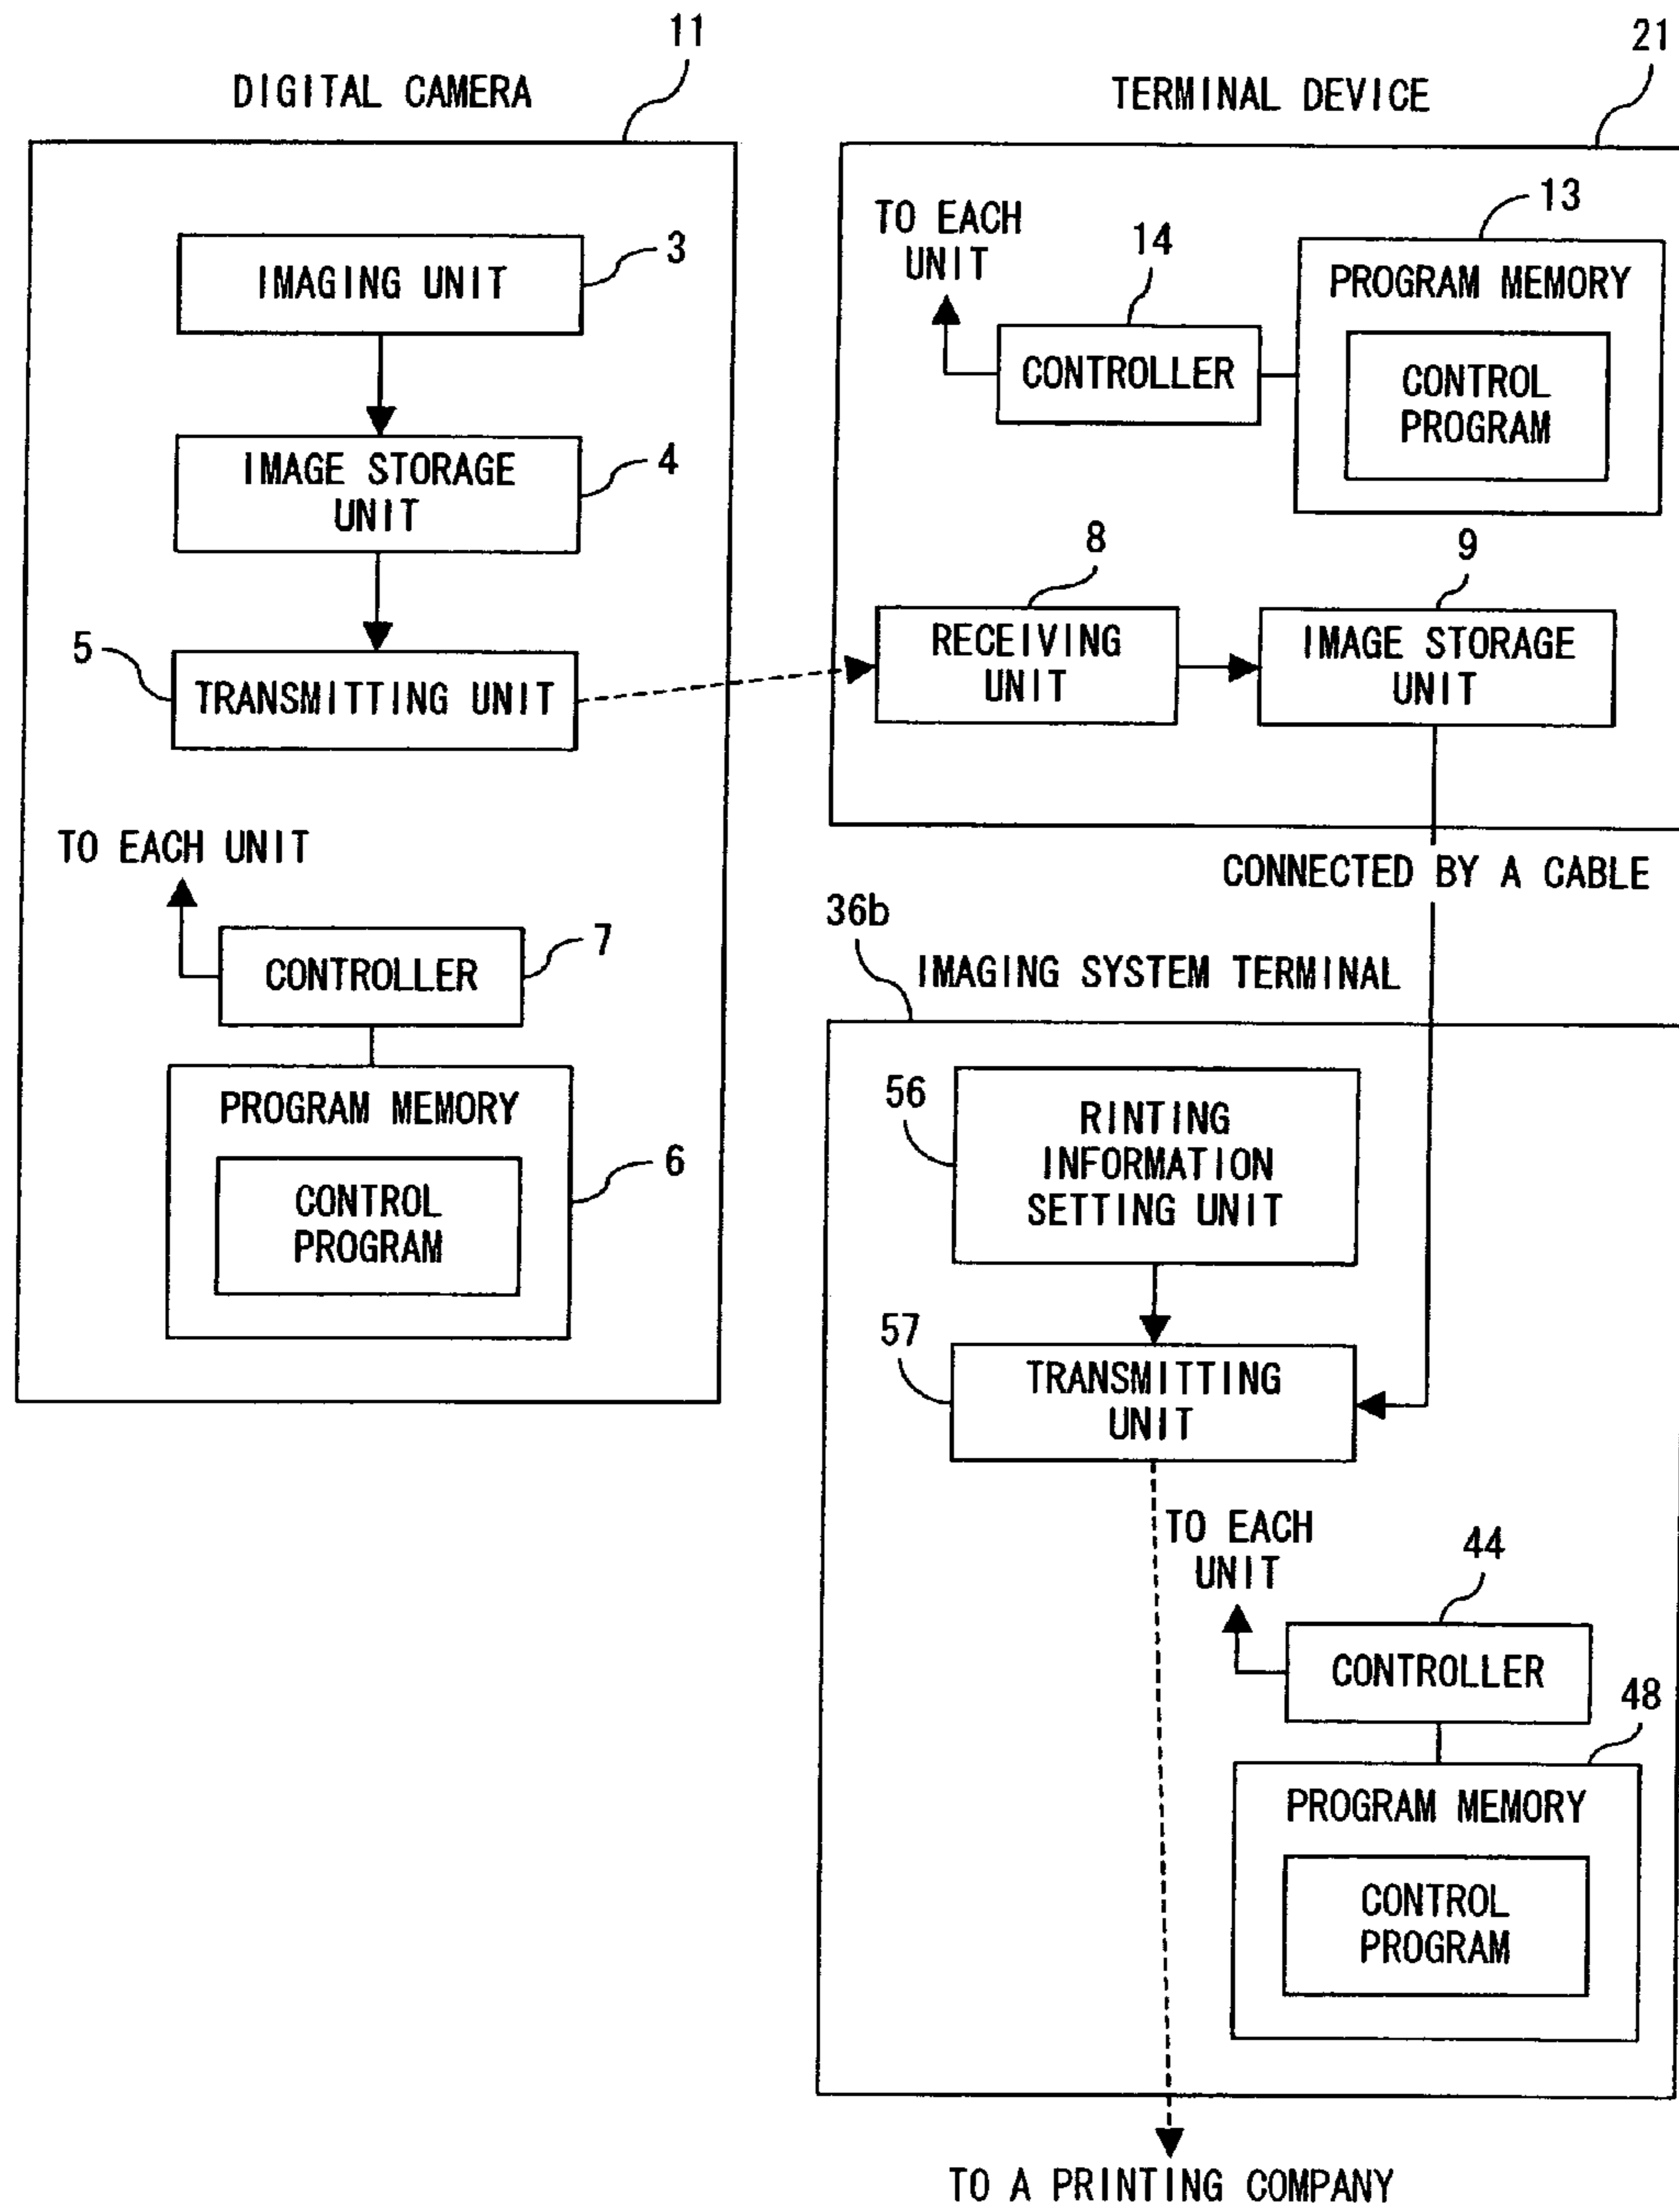 11
DIGITAL CAMERA
IMAGING UNIT
3
IMAGE STORAGE
UNIT
4
5
TRANSMITTING UNIT
TO EACH UNIT
CONTROLLER
7
PROGRAM MEMORY
CONTROL
PROGRAM
6
21
TERMINAL DEVICE
TO EACH
UNIT
14
CONTROLLER
13
PROGRAM MEMORY
CONTROL
PROGRAM
8
RECEIVING
UNIT
9
IMAGE STORAGE
UNIT
CONNECTED BY A CABLE
36b
IMAGING SYSTEM TERMINAL
56
RINTING
INFORMATION
SETTING UNIT
57
TRANSMITTING
UNIT
TO EACH
UNIT
44
CONTROLLER
48
PROGRAM MEMORY
CONTROL
PROGRAM
TO A PRINTING COMPANY